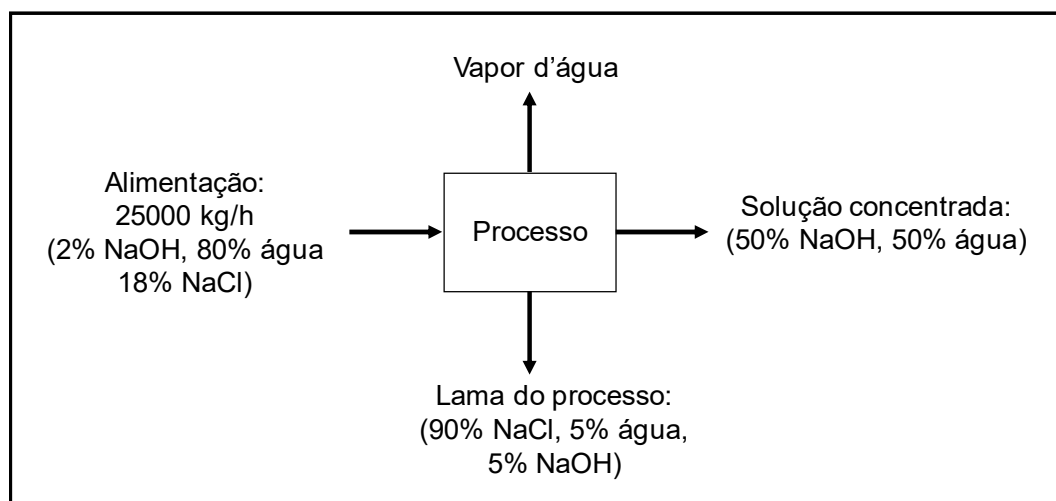 Vapor d’água
Alimentação:
25000 kg/h
(2% NaOH, 80% água
18% NaCl)
Processo
Solução concentrada:
(50% NaOH, 50% água)
Lama do processo:
(90% NaCl, 5% água,
5% NaOH)